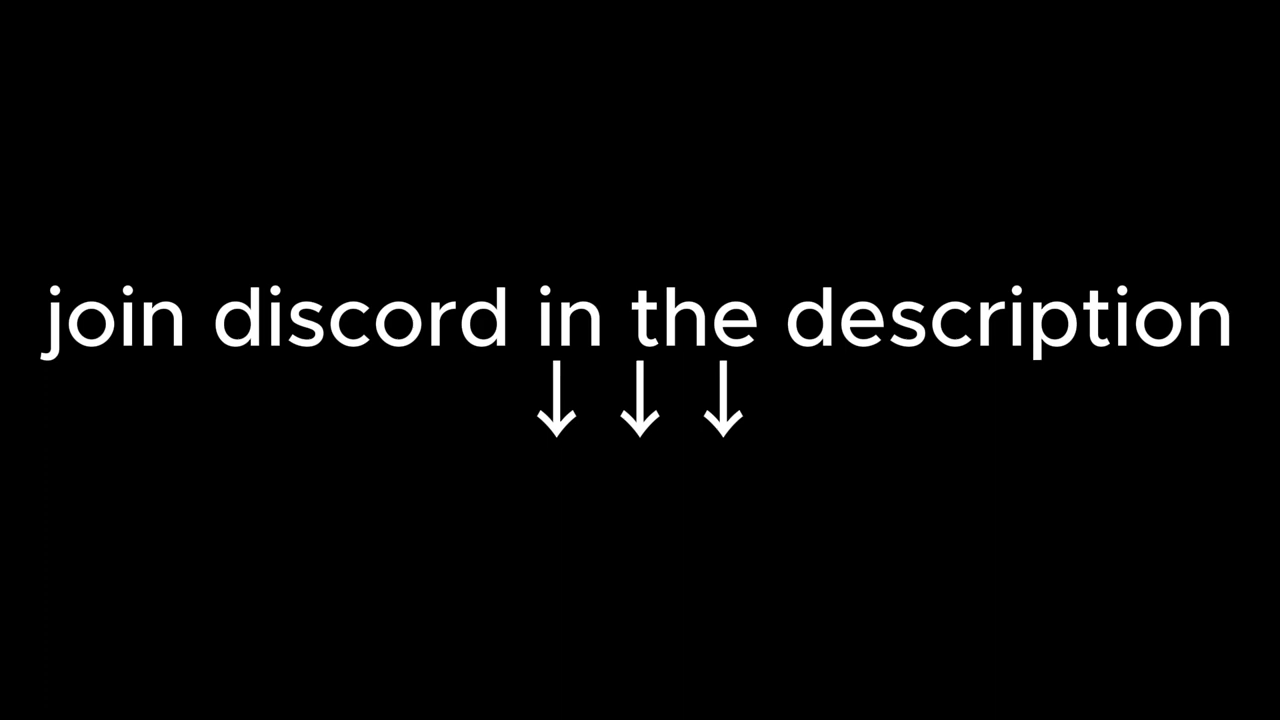 join discord in the description
↓ ↓ ↓